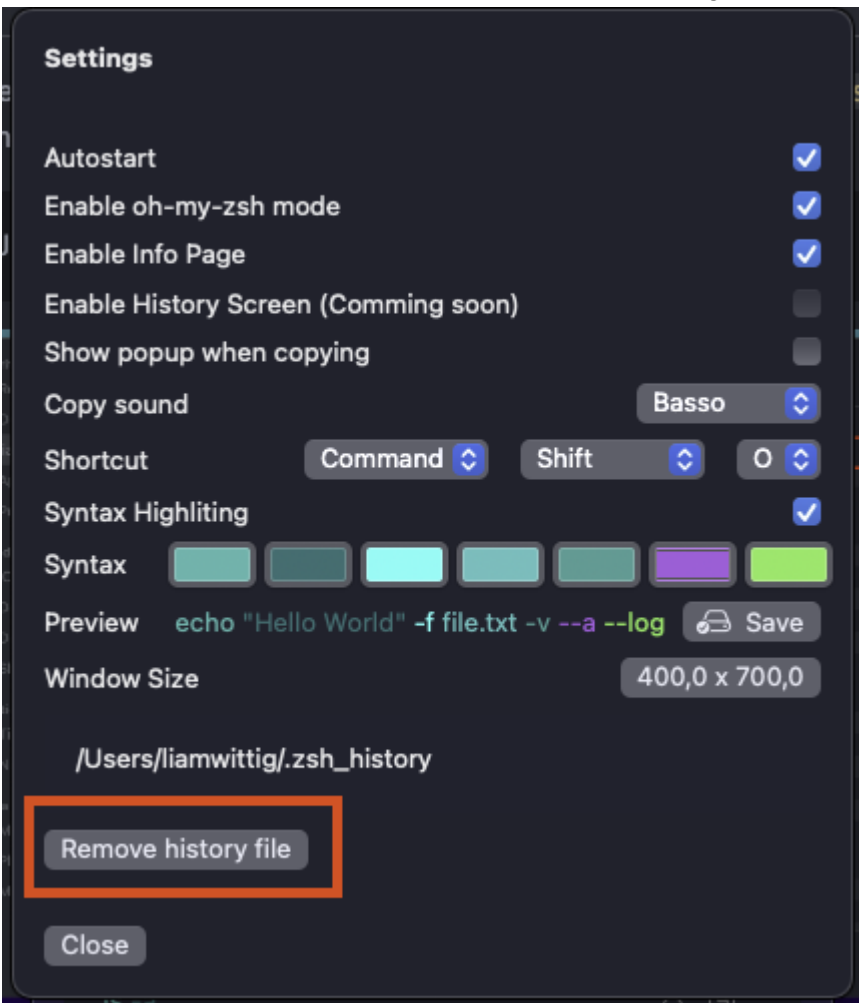 Settings
Autostart
Enable oh-my-zsh mode
Enable Info Page
Enable History Screen (Comming soon)
Show popup when copying
Copy sound Basso
Shortcut Command Shift O
Syntax Highliting
Syntax
Preview echo "Hello World" -f file.txt -v --a --log Save
Window Size 400,0 x 700,0
/Users/liamwittig/.zsh_history
Remove history file
Close